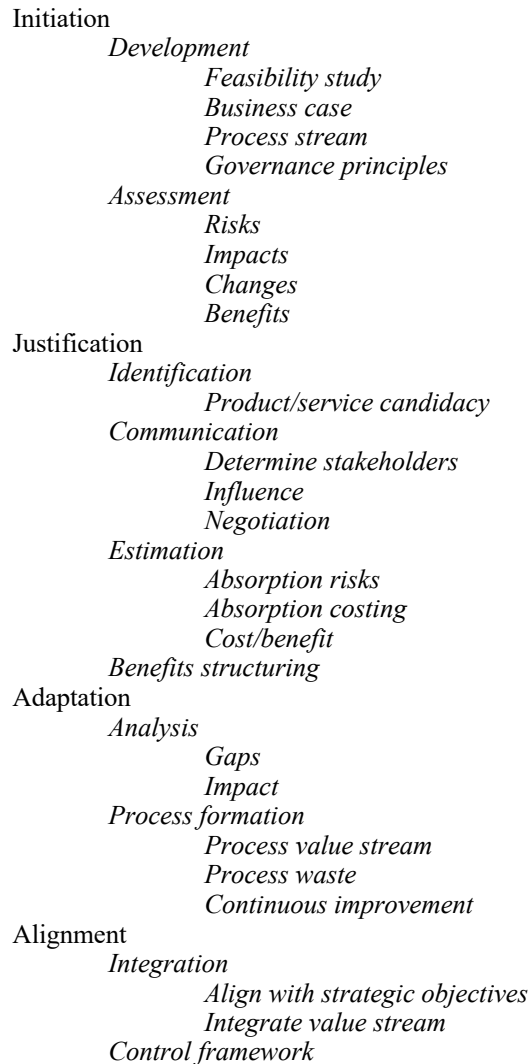 Initiation
Development
Feasibility study
Business case
Process stream
Governance principles
Assessment
Risks
Impacts
Changes
Benefits
Justification
Identification
Product/service candidacy
Communication
Determine stakeholders
Influence
Negotiation
Estimation
Absorption risks
Absorption costing
Cost/benefit
Benefits structuring
Adaptation
Analysis
Gaps
Impact
Process formation
Process value stream
Process waste
Continuous improvement
Alignment
Integration
Align with strategic objectives
Integrate value stream
Control framework